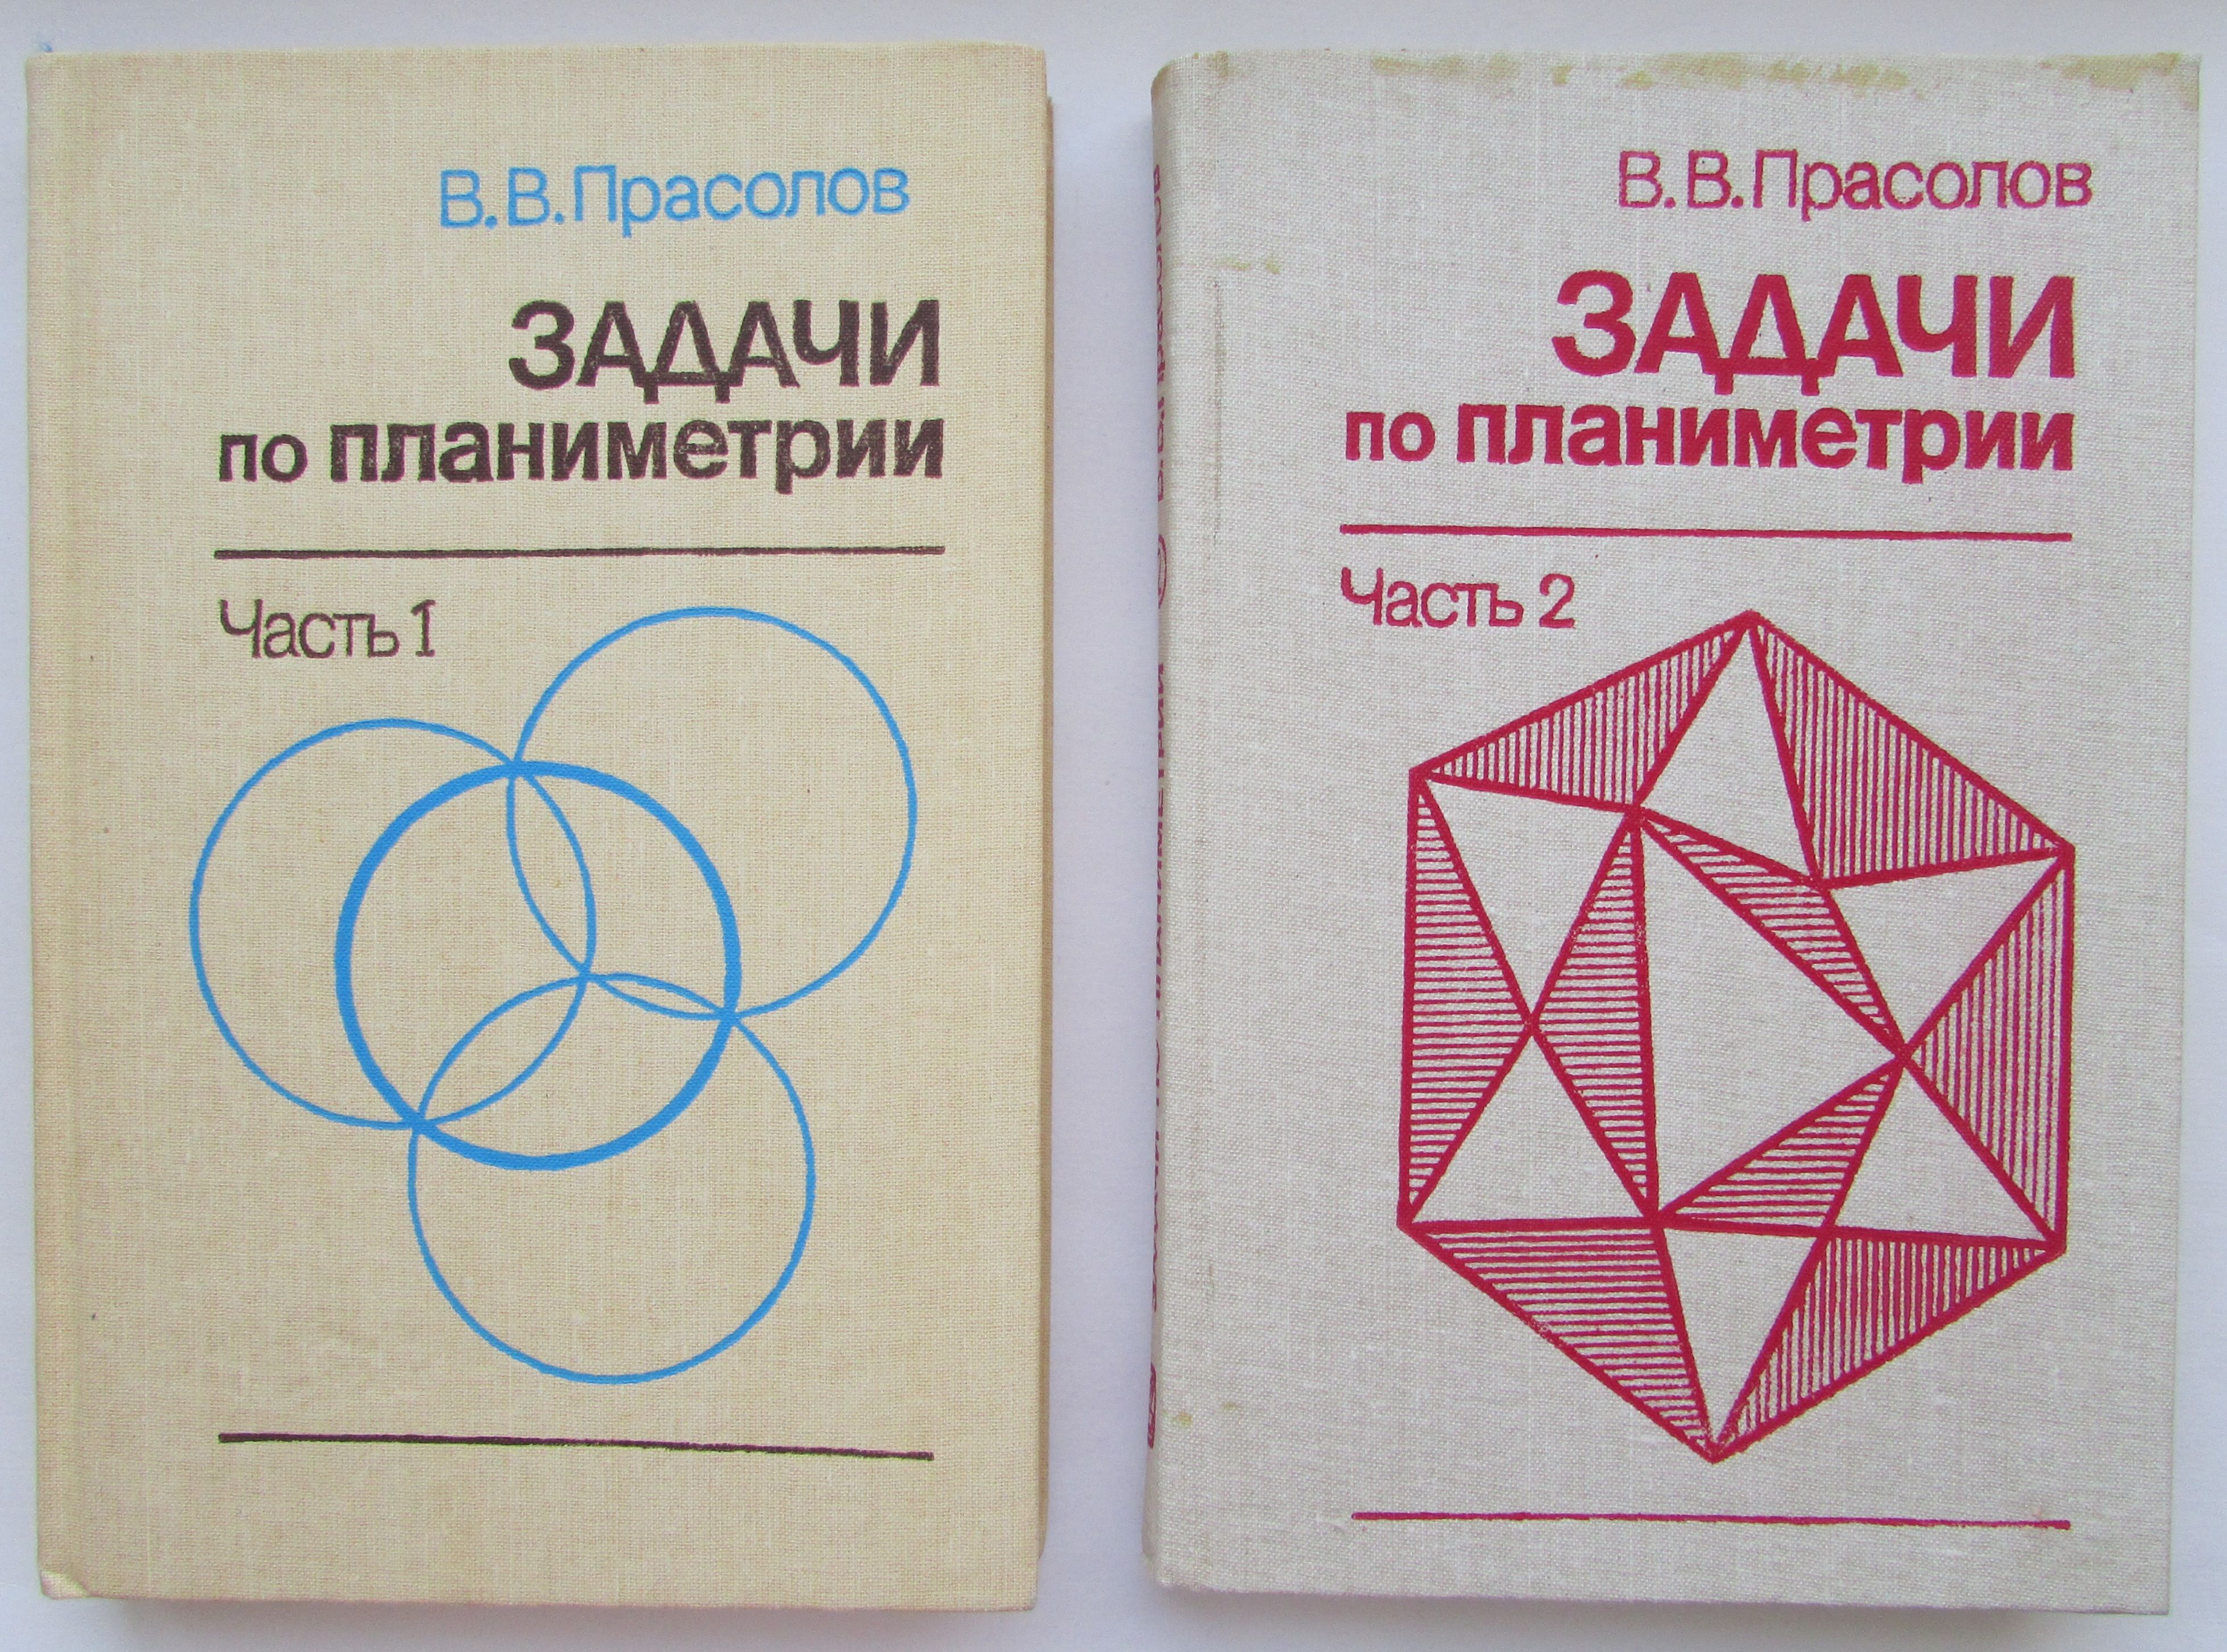 В. В. Прасолов
ЗАДАЧИ
по планиметрии
Часть 1
В. В. Прасолов
ЗАДАЧИ
по планиметрии
Часть 2